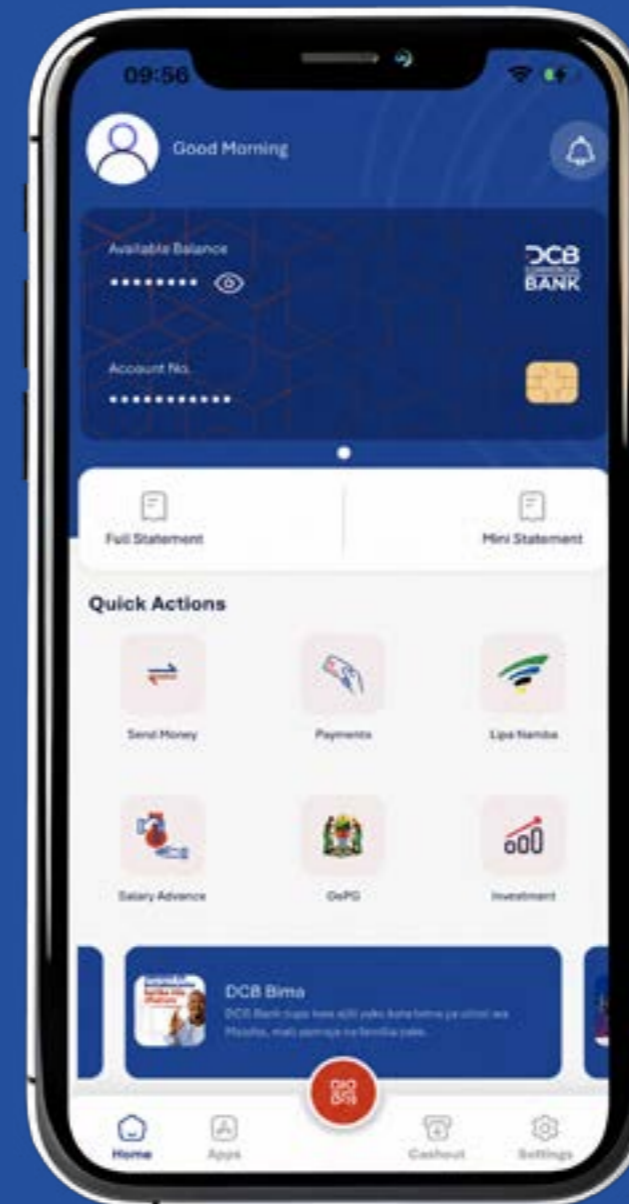 09:56
Good Morning
Available Balance
DCB
COMMERCIAL
BANK
Account No.
Full Statement
Mini Statement
Quick Actions
Send Money
Payments
Lipa Namba
Salary Advance
GePG
Investment
DCB Bima
Home
Apps
Cashout
Settings